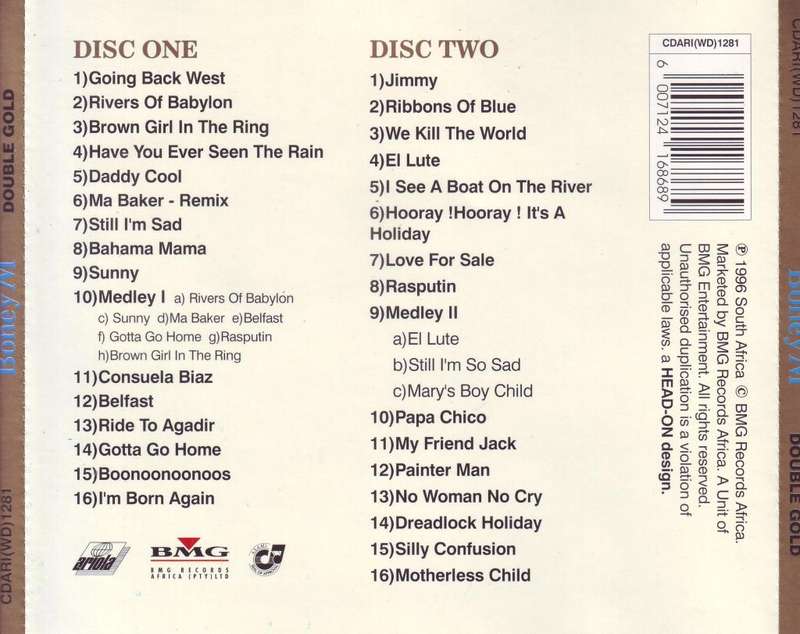 DISC ONE
1)Going Back West
2)Rivers Of Babylon
3)Brown Girl In The Ring
4)Have You Ever Seen The Rain
5)Daddy Cool
6)Ma Baker - Remix
7)Still I'm Sad
8)Bahama Mama
9)Sunny
10)Medley I a) Rivers Of Babylon
c) Sunny d)Ma Baker e)Belfast
f) Gotta Go Home g)Rasputin
h)Brown Girl In The Ring
11)Consuela Biaz
12)Belfast
13)Ride To Agadir
14)Gotta Go Home
15)Boonoonoonoos
16)I'm Born Again
ariola
BMG
BMG RECORDS
AFRICA (PTY)LTD
DISC TWO
1)Jimmy
2)Ribbons Of Blue
3)We Kill The World
4)El Lute
5)I See A Boat On The River
6)Hooray !Hooray ! It's A
Holiday
7)Love For Sale
8)Rasputin
9)Medley II
a)El Lute
b)Still I'm So Sad
c)Mary's Boy Child
10)Papa Chico
11)My Friend Jack
12)Painter Man
13)No Woman No Cry
14)Dreadlock Holiday
15)Silly Confusion
16)Motherless Child
CDARI(WD)1281
6 007124 168689
℗ 1996 South Africa © BMG Records Africa.
Marketed by BMG Records Africa. A Unit of
BMG Entertainment. All rights reserved.
Unauthorised duplication is a violation of
applicable laws. a HEAD-ON design.
DOUBLE GOLD
Boney M
CDARI(WD)1281
CDARI(WD)1281
Boney M
DOUBLE GOLD